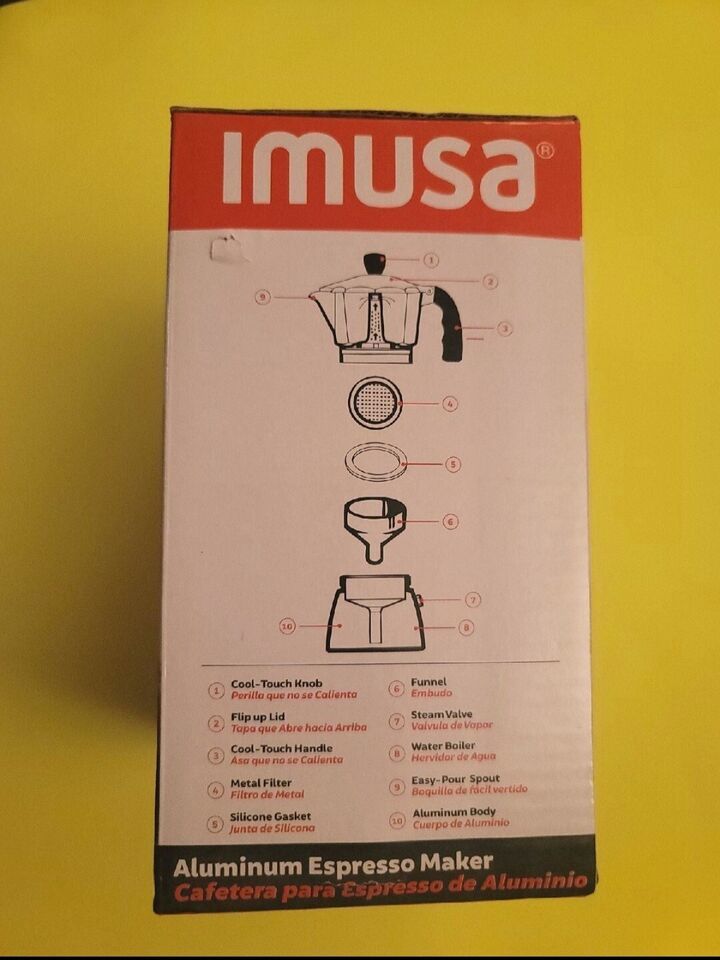 IMUSA®
1
2
9
3
4
5
6
7
10
8
1 Cool-Touch Knob
Perilla que no se Calienta
2 Flip up Lid
Tapa que Abre hacia Arriba
3 Cool-Touch Handle
Asa que no se Calienta
4 Metal Filter
Filtro de Metal
5 Silicone Gasket
Junta de Silicona
6 Funnel
Embudo
7 Steam Valve
Valvula de Vapor
8 Water Boiler
Hervidor de Agua
9 Easy-Pour Spout
Boquilla de fácil vertido
10 Aluminum Body
Cuerpo de Aluminio
Aluminum Espresso Maker
Cafetera para Espresso de Aluminio